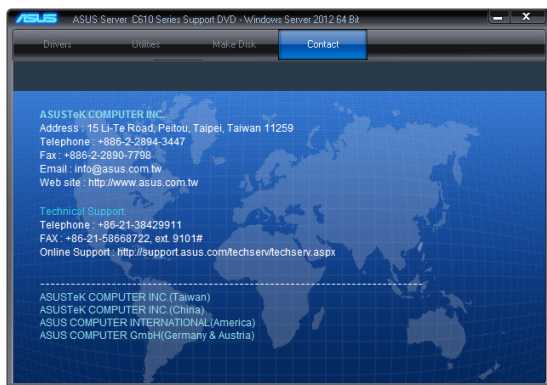 ASUS ASUS Server C610 Series Support DVD - Windows Server 2012 64 Bit
Drivers Utilities Make Disk Contact
ASUSTeK COMPUTER INC.
Address : 15 Li-Te Road, Peitou, Taipei, Taiwan 11259
Telephone : +886-2-2894-3447
Fax : +886-2-2890-7798
Email : info@asus.com.tw
Web site : http://www.asus.com.tw
Technical Support:
Telephone : +86-21-38429911
FAX : +86-21-58668722, ext. 9101#
Online Support : http://support.asus.com/techserv/techserv.aspx
ASUSTeK COMPUTER INC.(Taiwan)
ASUSTeK COMPUTER INC.(China)
ASUS COMPUTER INTERNATIONAL(America)
ASUS COMPUTER GmbH(Germany & Austria)